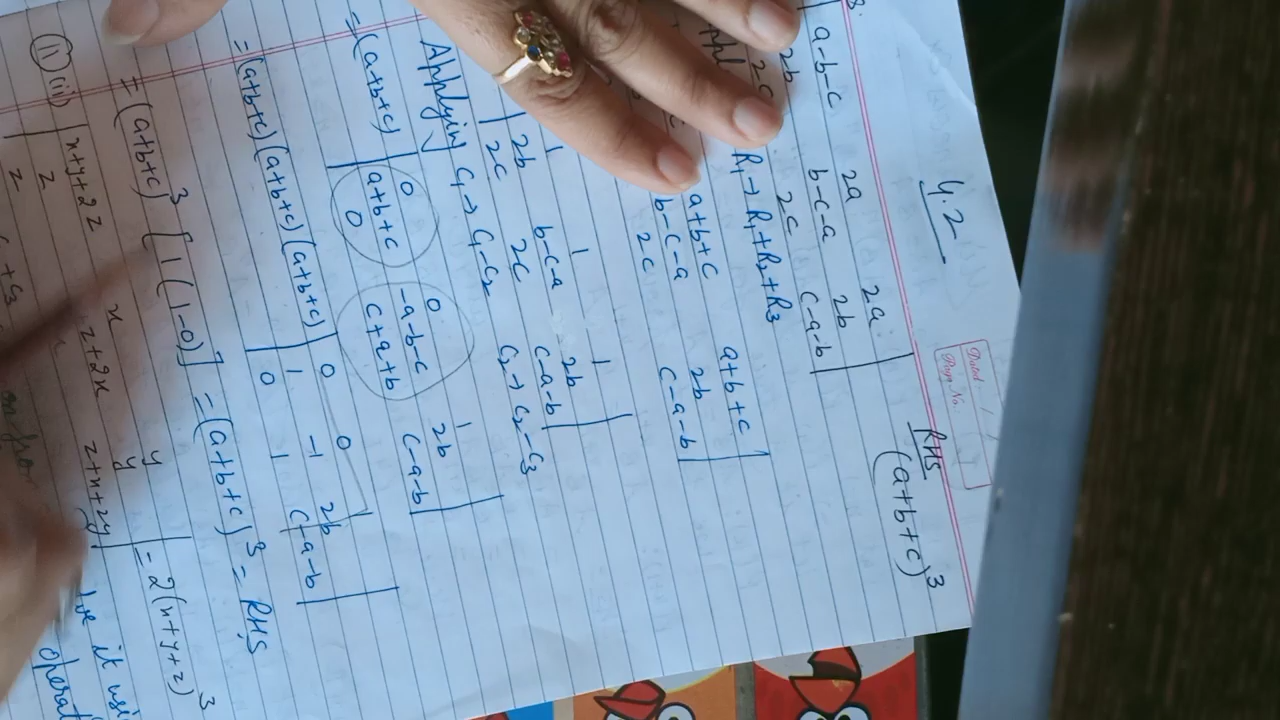 4.2
Dated
Page No.
RHS
3.
a-b-c 2a 2a (a+b+c)³
2b b-c-a 2b
2c 2c c-a-b
R₁→R₁+R₂+R₃
a+b+c a+b+c
b-c-a 2b
2c c-a-b
1 1 1
2b b-c-a 2b
2c 2c c-a-b
Applying C₁→C₁-C₂ C₂→C₂-C₃
0 0 1
=(a+b+c) a+b+c -a-b-c 2b
0 c+a+b c-a-b
0 0
=(a+b+c)(a+b+c)(a+b+c) 1 -1 2b
0 1 c-a-b
=(a+b+c)³ [1(1-0)] = (a+b+c)³ = RHS
(11)(ii) x+y+2z x y
z z+2x y = 2(x+y+z)³
z z+x+2y